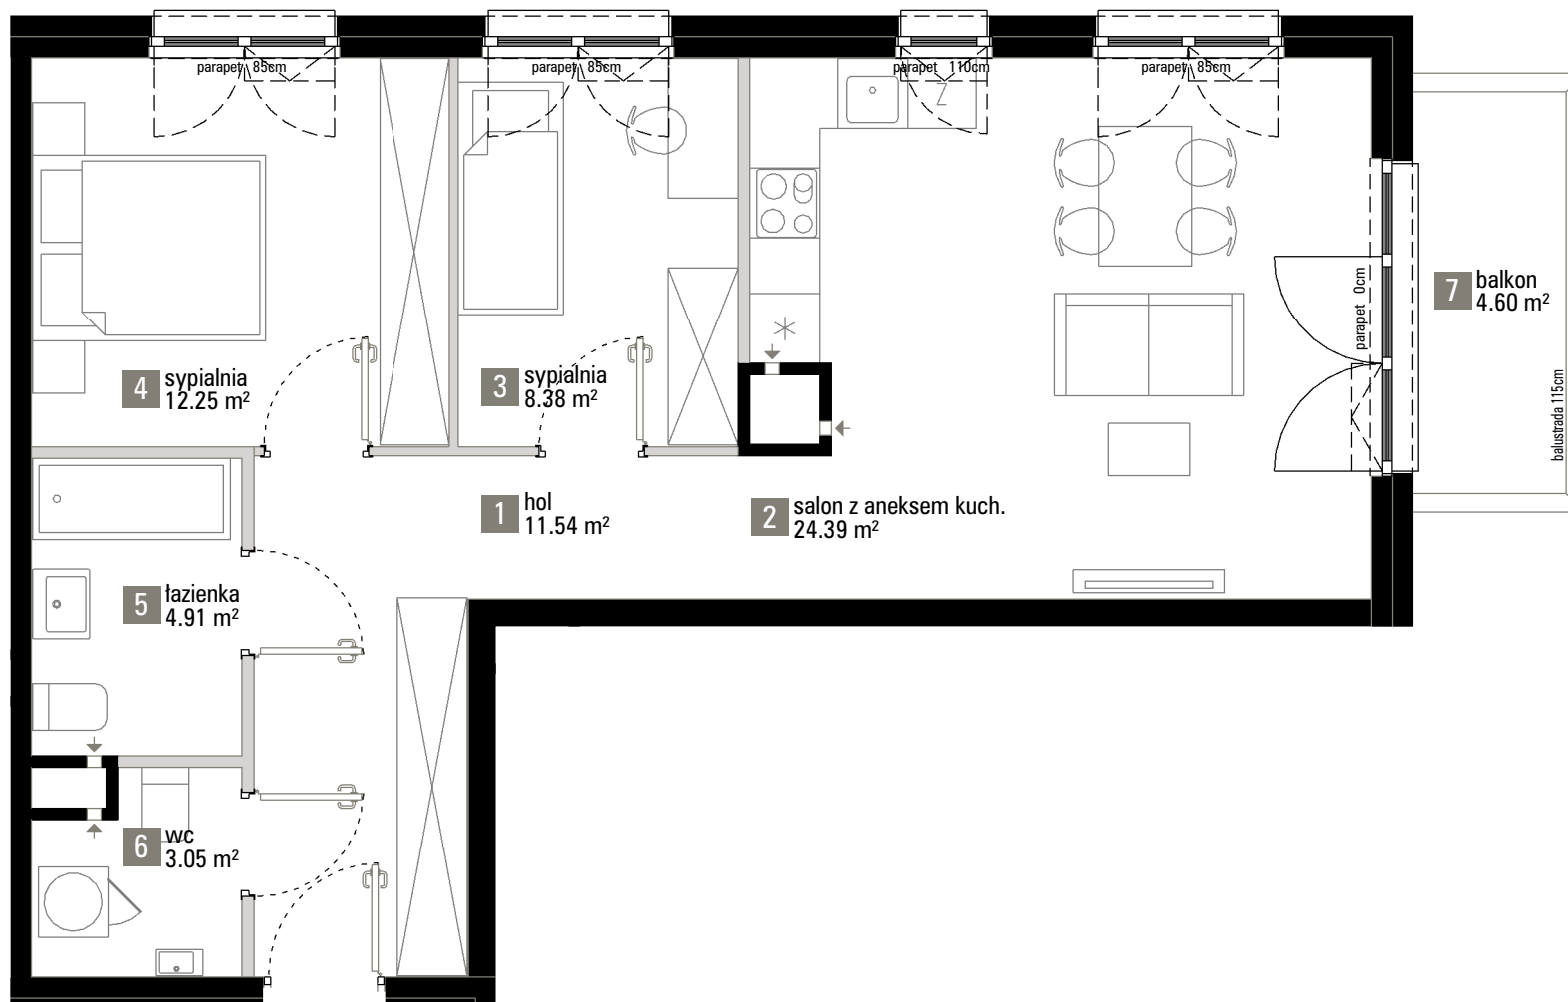 parapet 85cm
parapet 85cm
parapet 110cm
parapet 85cm
Z
parapet 0cm
7 balkon
4.60 m²
balustrada 115cm
4 sypialnia
12.25 m²
3 sypialnia
8.38 m²
1 hol
11.54 m²
2 salon z aneksem kuch.
24.39 m²
5 łazienka
4.91 m²
6 wc
3.05 m²